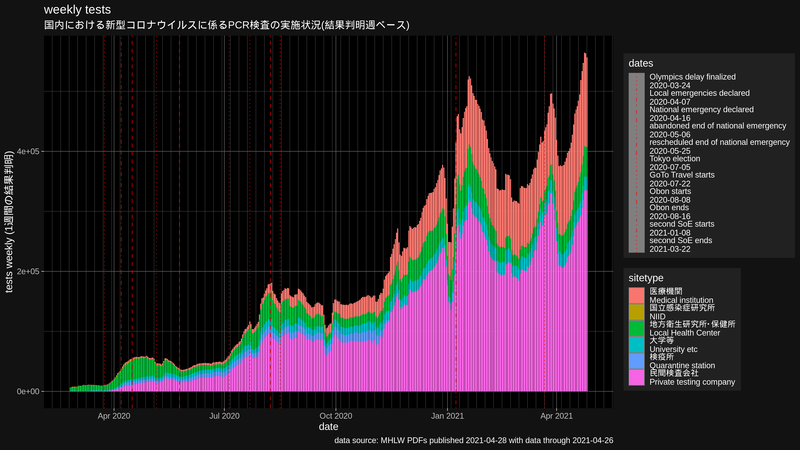 weekly tests
国内における新型コロナウイルスに係るPCR検査の実施状況(結果判明週ベース)
tests weekly (1週間の結果判明)
4e+05
2e+05
0e+00
Apr 2020
Jul 2020
Oct 2020
Jan 2021
Apr 2021
date
data source: MHLW PDFs published 2021-04-28 with data through 2021-04-26
dates
Olympics delay finalized
2020-03-24
Local emergencies declared
2020-04-07
National emergency declared
2020-04-16
abandoned end of national emergency
2020-05-06
rescheduled end of national emergency
2020-05-25
Tokyo election
2020-07-05
GoTo Travel starts
2020-07-22
Obon starts
2020-08-08
Obon ends
2020-08-16
second SoE starts
2021-01-08
second SoE ends
2021-03-22
sitetype
医療機関
Medical institution
国立感染症研究所
NIID
地方衛生研究所・保健所
Local Health Center
大学等
University etc
検疫所
Quarantine station
民間検査会社
Private testing company